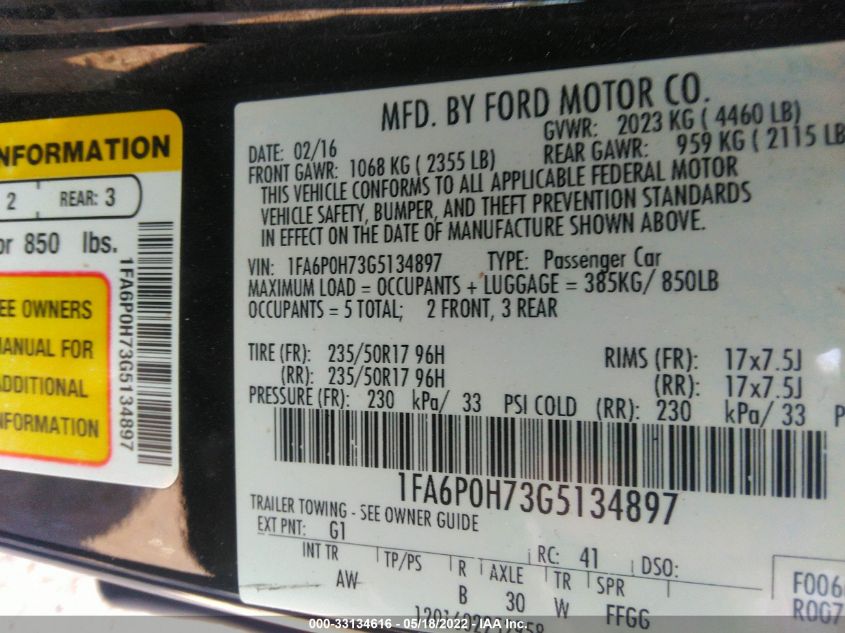 NFORMATION
2 REAR: 3
or 850 lbs.
EE OWNERS
MANUAL FOR
ADDITIONAL
NFORMATION
1FA6P0H73G5134897
MFD. BY FORD MOTOR CO.
DATE: 02/16 GVWR: 2023 KG ( 4460 LB)
FRONT GAWR: 1068 KG ( 2355 LB) REAR GAWR: 959 KG ( 2115 LB
THIS VEHICLE CONFORMS TO ALL APPLICABLE FEDERAL MOTOR
VEHICLE SAFETY, BUMPER, AND THEFT PREVENTION STANDARDS
IN EFFECT ON THE DATE OF MANUFACTURE SHOWN ABOVE.
VIN: 1FA6P0H73G5134897 TYPE: Passenger Car
MAXIMUM LOAD = OCCUPANTS + LUGGAGE = 385KG/ 850LB
OCCUPANTS = 5 TOTAL; 2 FRONT, 3 REAR
TIRE (FR): 235/50R17 96H RIMS (FR): 17x7.5J
(RR): 235/50R17 96H (RR): 17x7.5J
PRESSURE (FR): 230 kPa/ 33 PSI COLD (RR): 230 kPa/ 33 P
1FA6P0H73G5134897
TRAILER TOWING - SEE OWNER GUIDE
EXT PNT: G1 RC: 41 DSO:
INT TR TP/PS R AXLE TR SPR
AW B 30 W FFGG
F006
R007
000-33134616 - 05/18/2022 - IAA Inc.